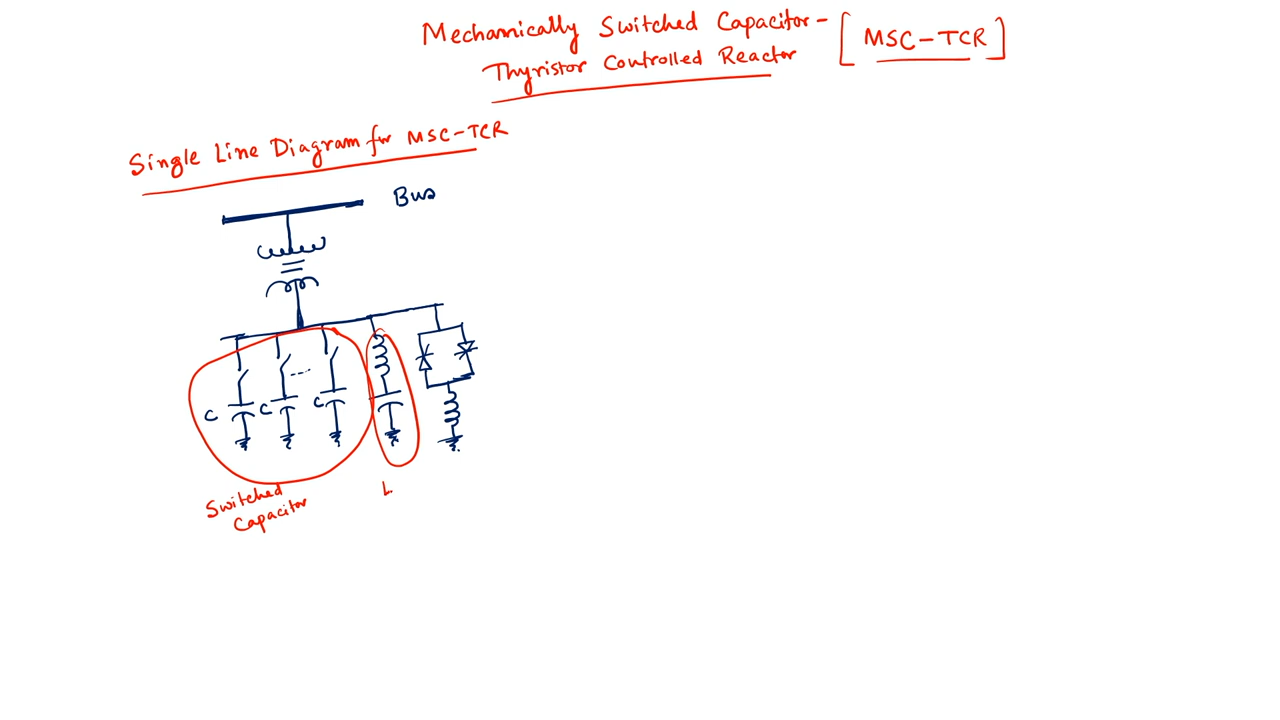 Mechanically Switched Capacitor-
Thyristor Controlled Reactor
[MSC-TCR]
Single Line Diagram for MSC-TCR
Bus
C C C
Switched
Capacitor
L